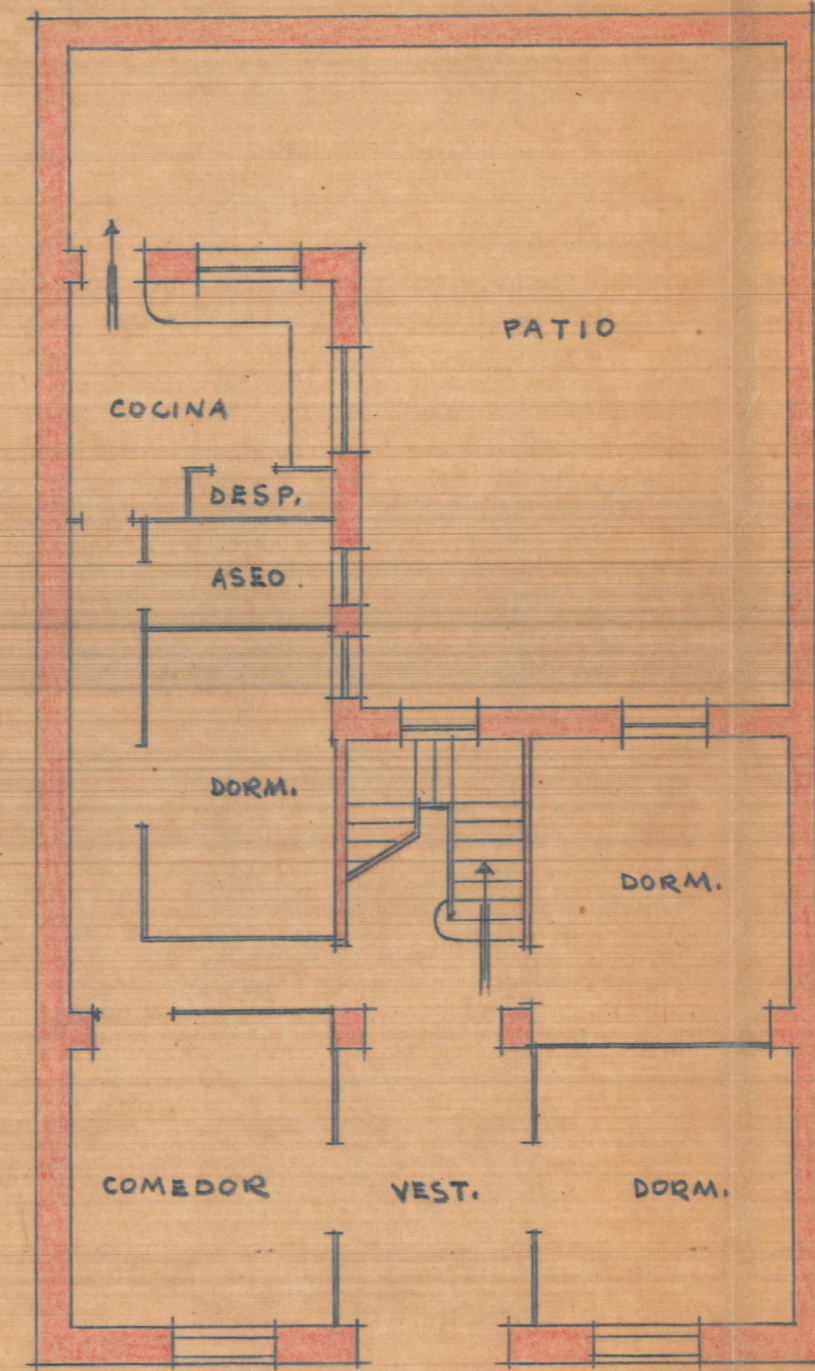 PATIO
COCINA
DESP.
ASEO.
DORM.
DORM.
COMEDOR
VEST.
DORM.